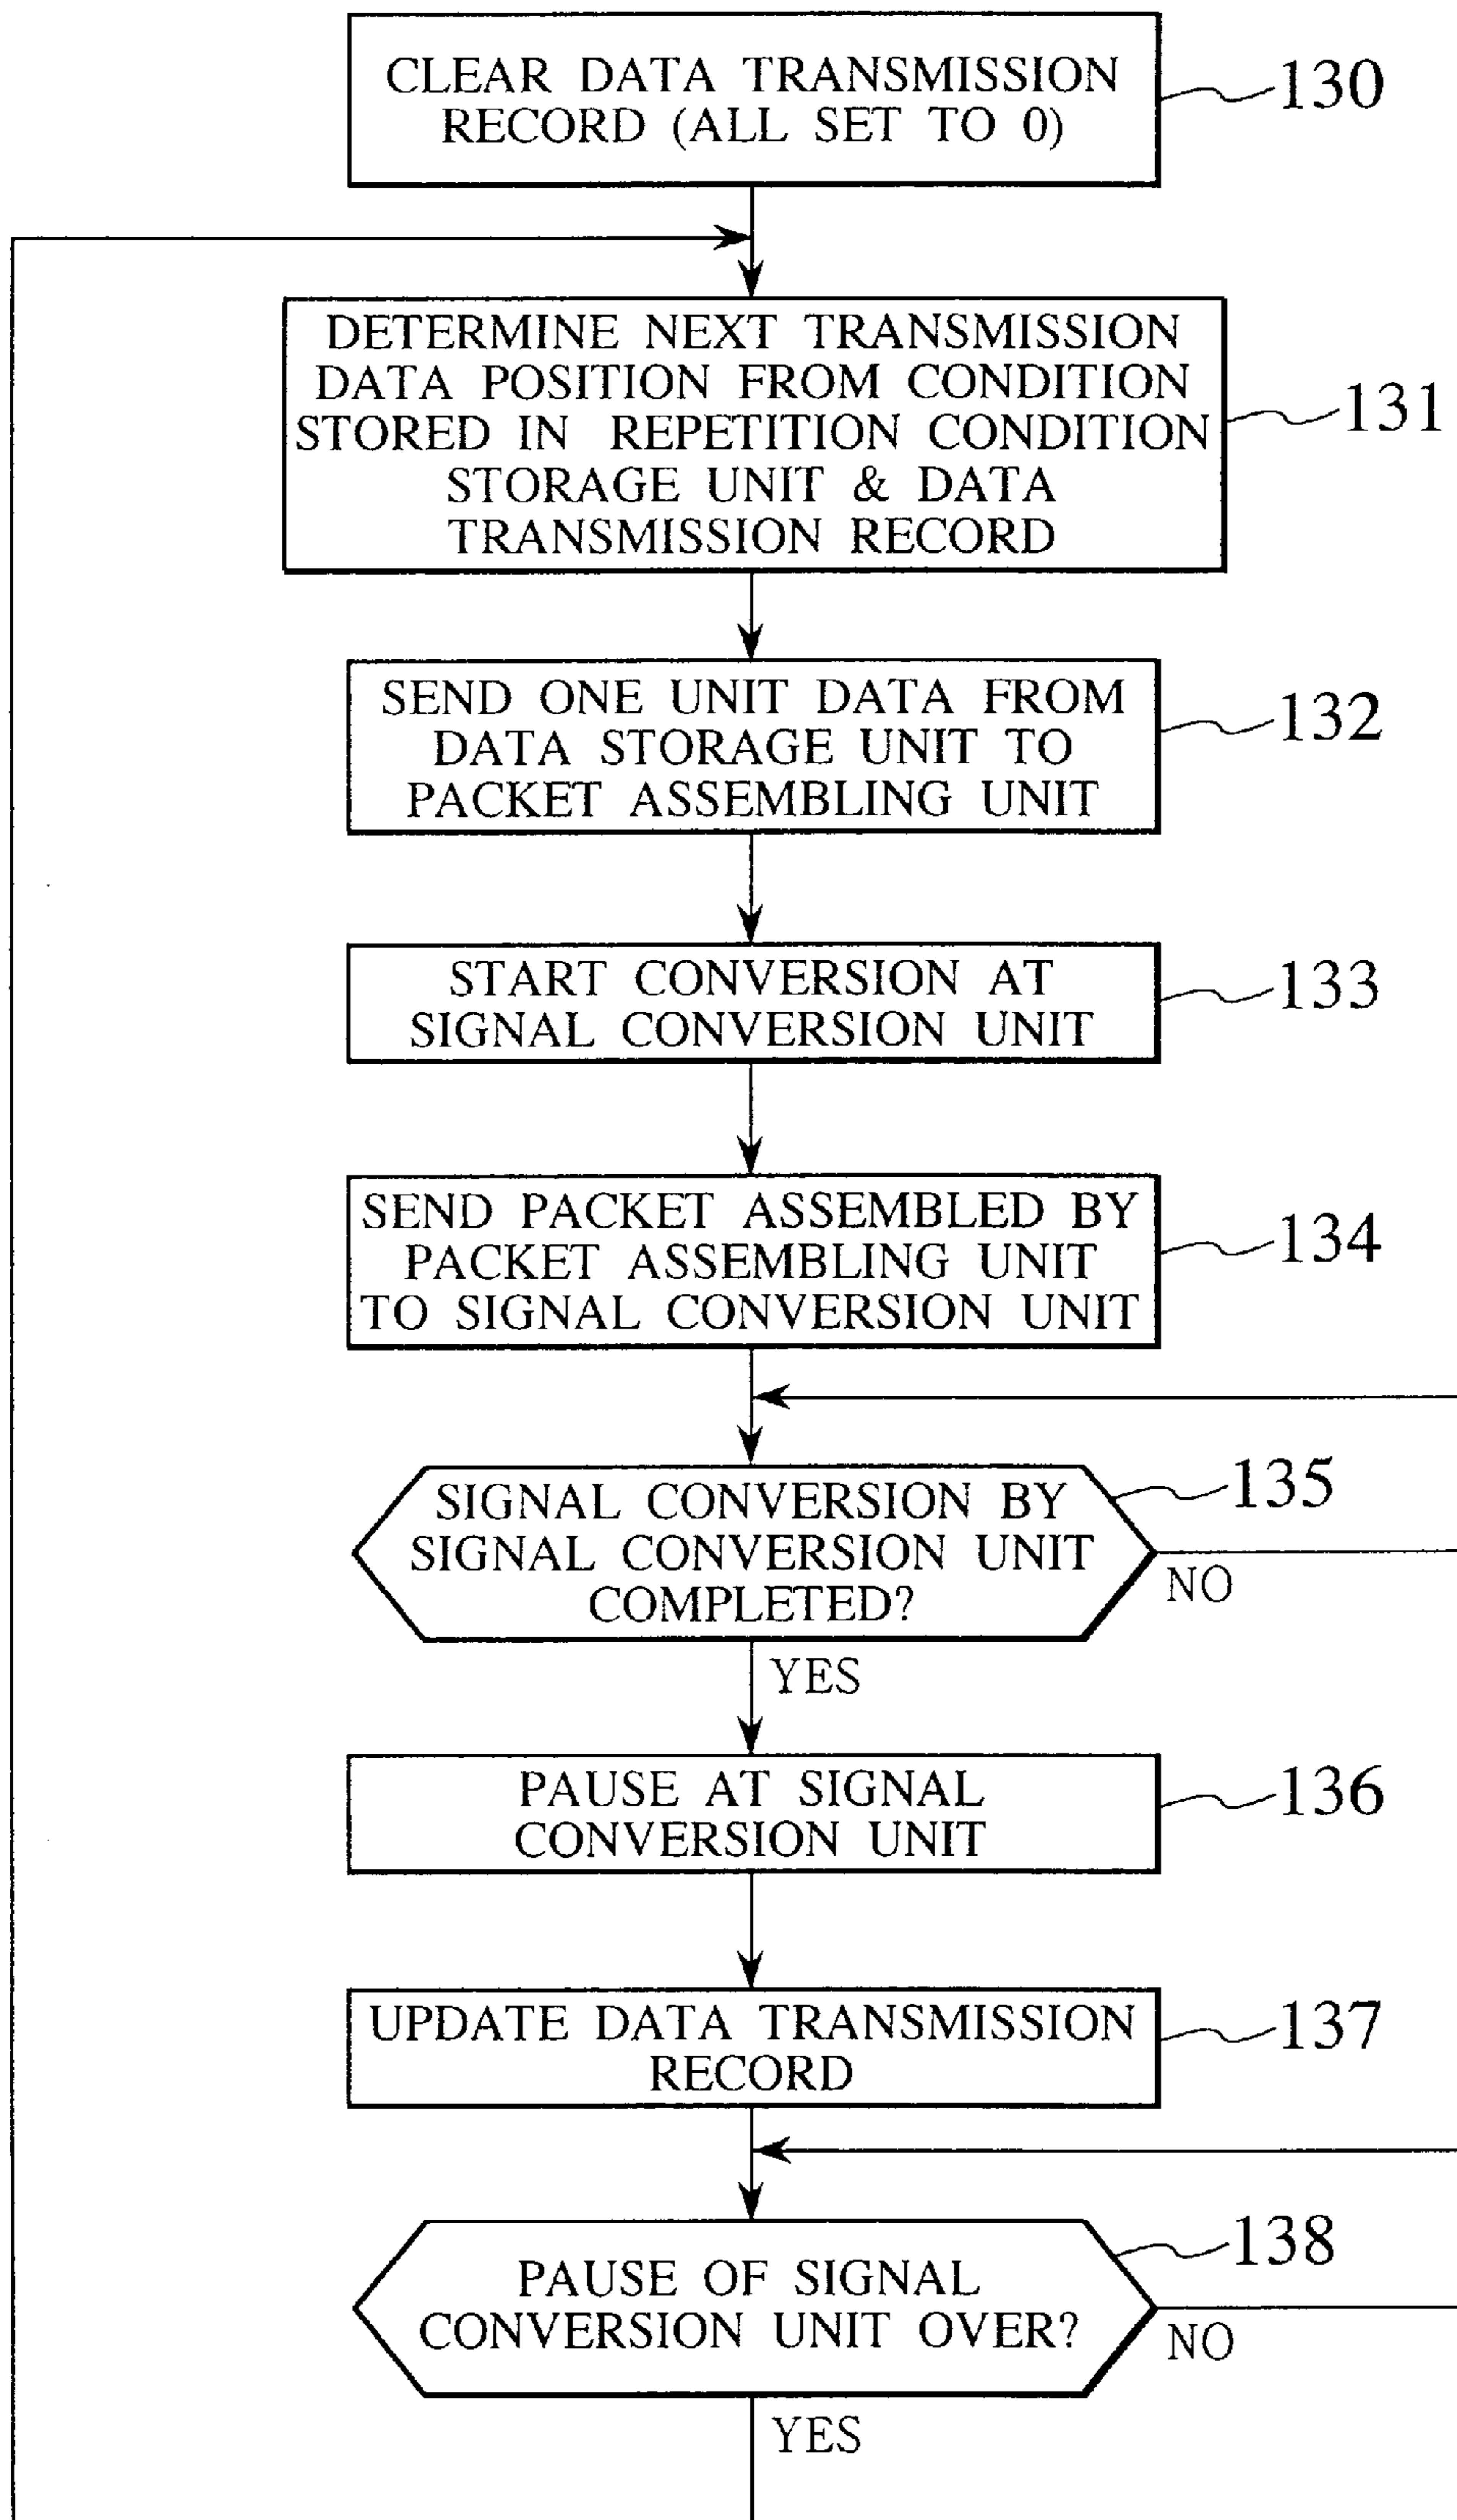 CLEAR DATA TRANSMISSION
RECORD (ALL SET TO 0)
130
DETERMINE NEXT TRANSMISSION
DATA POSITION FROM CONDITION
STORED IN REPETITION CONDITION
STORAGE UNIT & DATA
TRANSMISSION RECORD
131
SEND ONE UNIT DATA FROM
DATA STORAGE UNIT TO
PACKET ASSEMBLING UNIT
132
START CONVERSION AT
SIGNAL CONVERSION UNIT
133
SEND PACKET ASSEMBLED BY
PACKET ASSEMBLING UNIT
TO SIGNAL CONVERSION UNIT
134
SIGNAL CONVERSION BY
SIGNAL CONVERSION UNIT
COMPLETED?
135
NO
YES
PAUSE AT SIGNAL
CONVERSION UNIT
136
UPDATE DATA TRANSMISSION
RECORD
137
PAUSE OF SIGNAL
CONVERSION UNIT OVER?
138
NO
YES